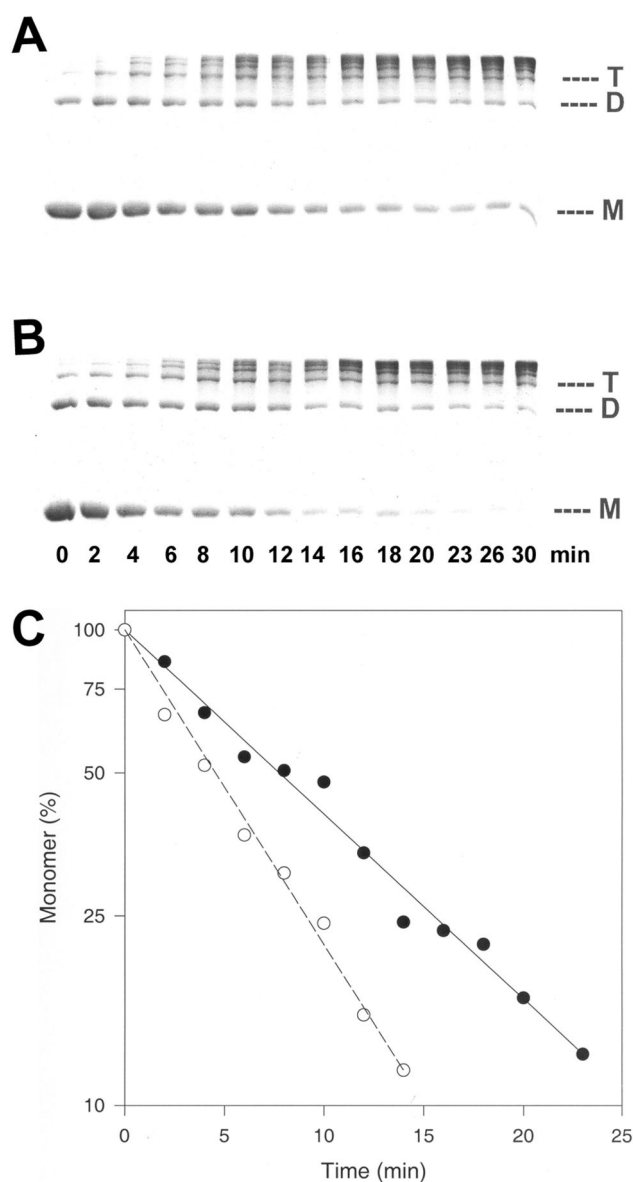 A
---- T
---- D
---- M
B
---- T
---- D
---- M
0 2 4 6 8 10 12 14 16 18 20 23 26 30 min
C
100
75
50
25
10
Monomer (%)
0 5 10 15 20 25
Time (min)